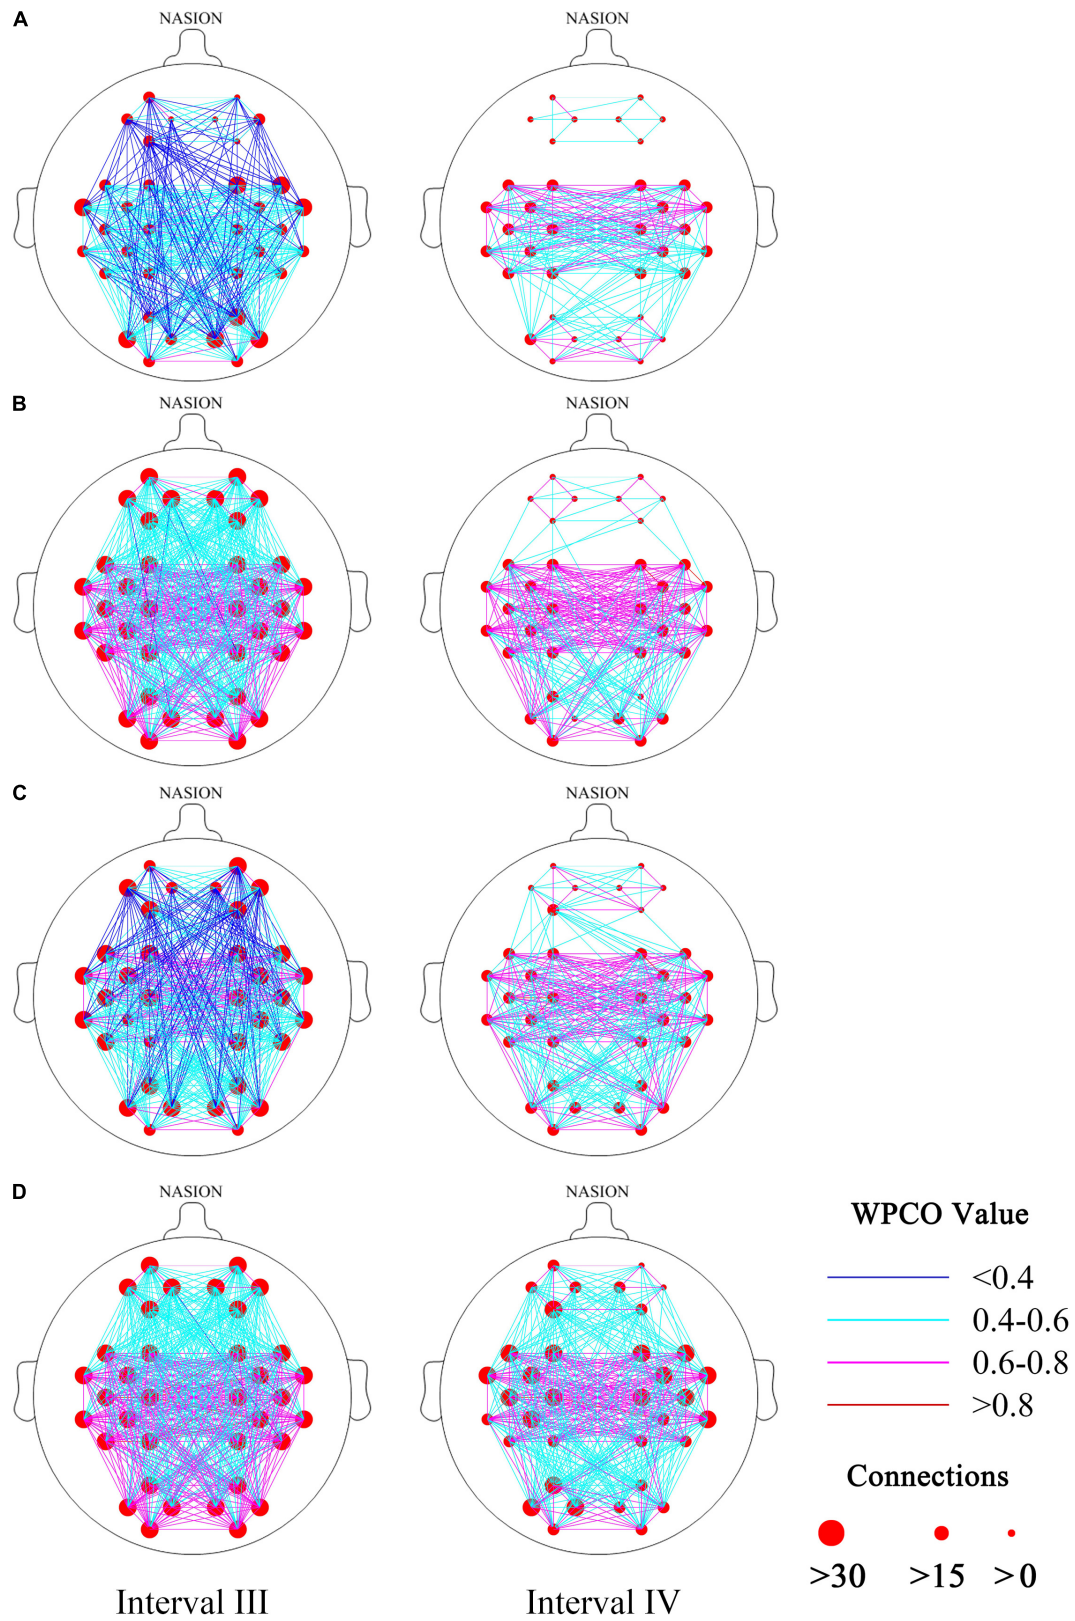 A
NASION
NASION
B
NASION
NASION
C
NASION
NASION
D
NASION
NASION
WPCO Value
<0.4
0.4-0.6
0.6-0.8
>0.8
Connections
>30 >15 >0
Interval III
Interval IV